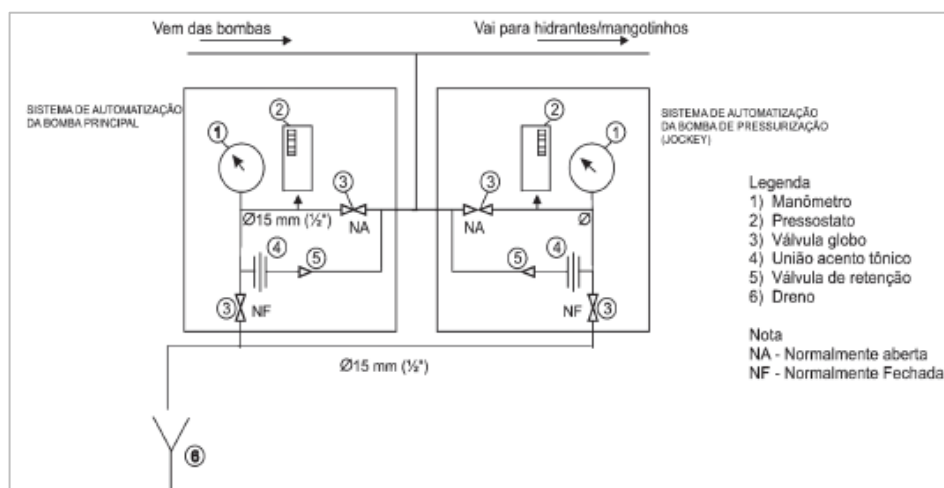 Vem das bombas
Vai para hidrantes/mangotinhos
SISTEMA DE AUTOMATIZAÇÃO
DA BOMBA PRINCIPAL
1
2
3
Ø15 mm (½")
NA
4
5
3
NF
2
1
SISTEMA DE AUTOMATIZAÇÃO
DA BOMBA DE PRESSURIZAÇÃO
(JOCKEY)
3
NA
Ø
4
5
NF
3
Ø15 mm (½")
6
Legenda
1) Manômetro
2) Pressostato
3) Válvula globo
4) União acento tônico
5) Válvula de retenção
6) Dreno
Nota
NA - Normalmente aberta
NF - Normalmente Fechada